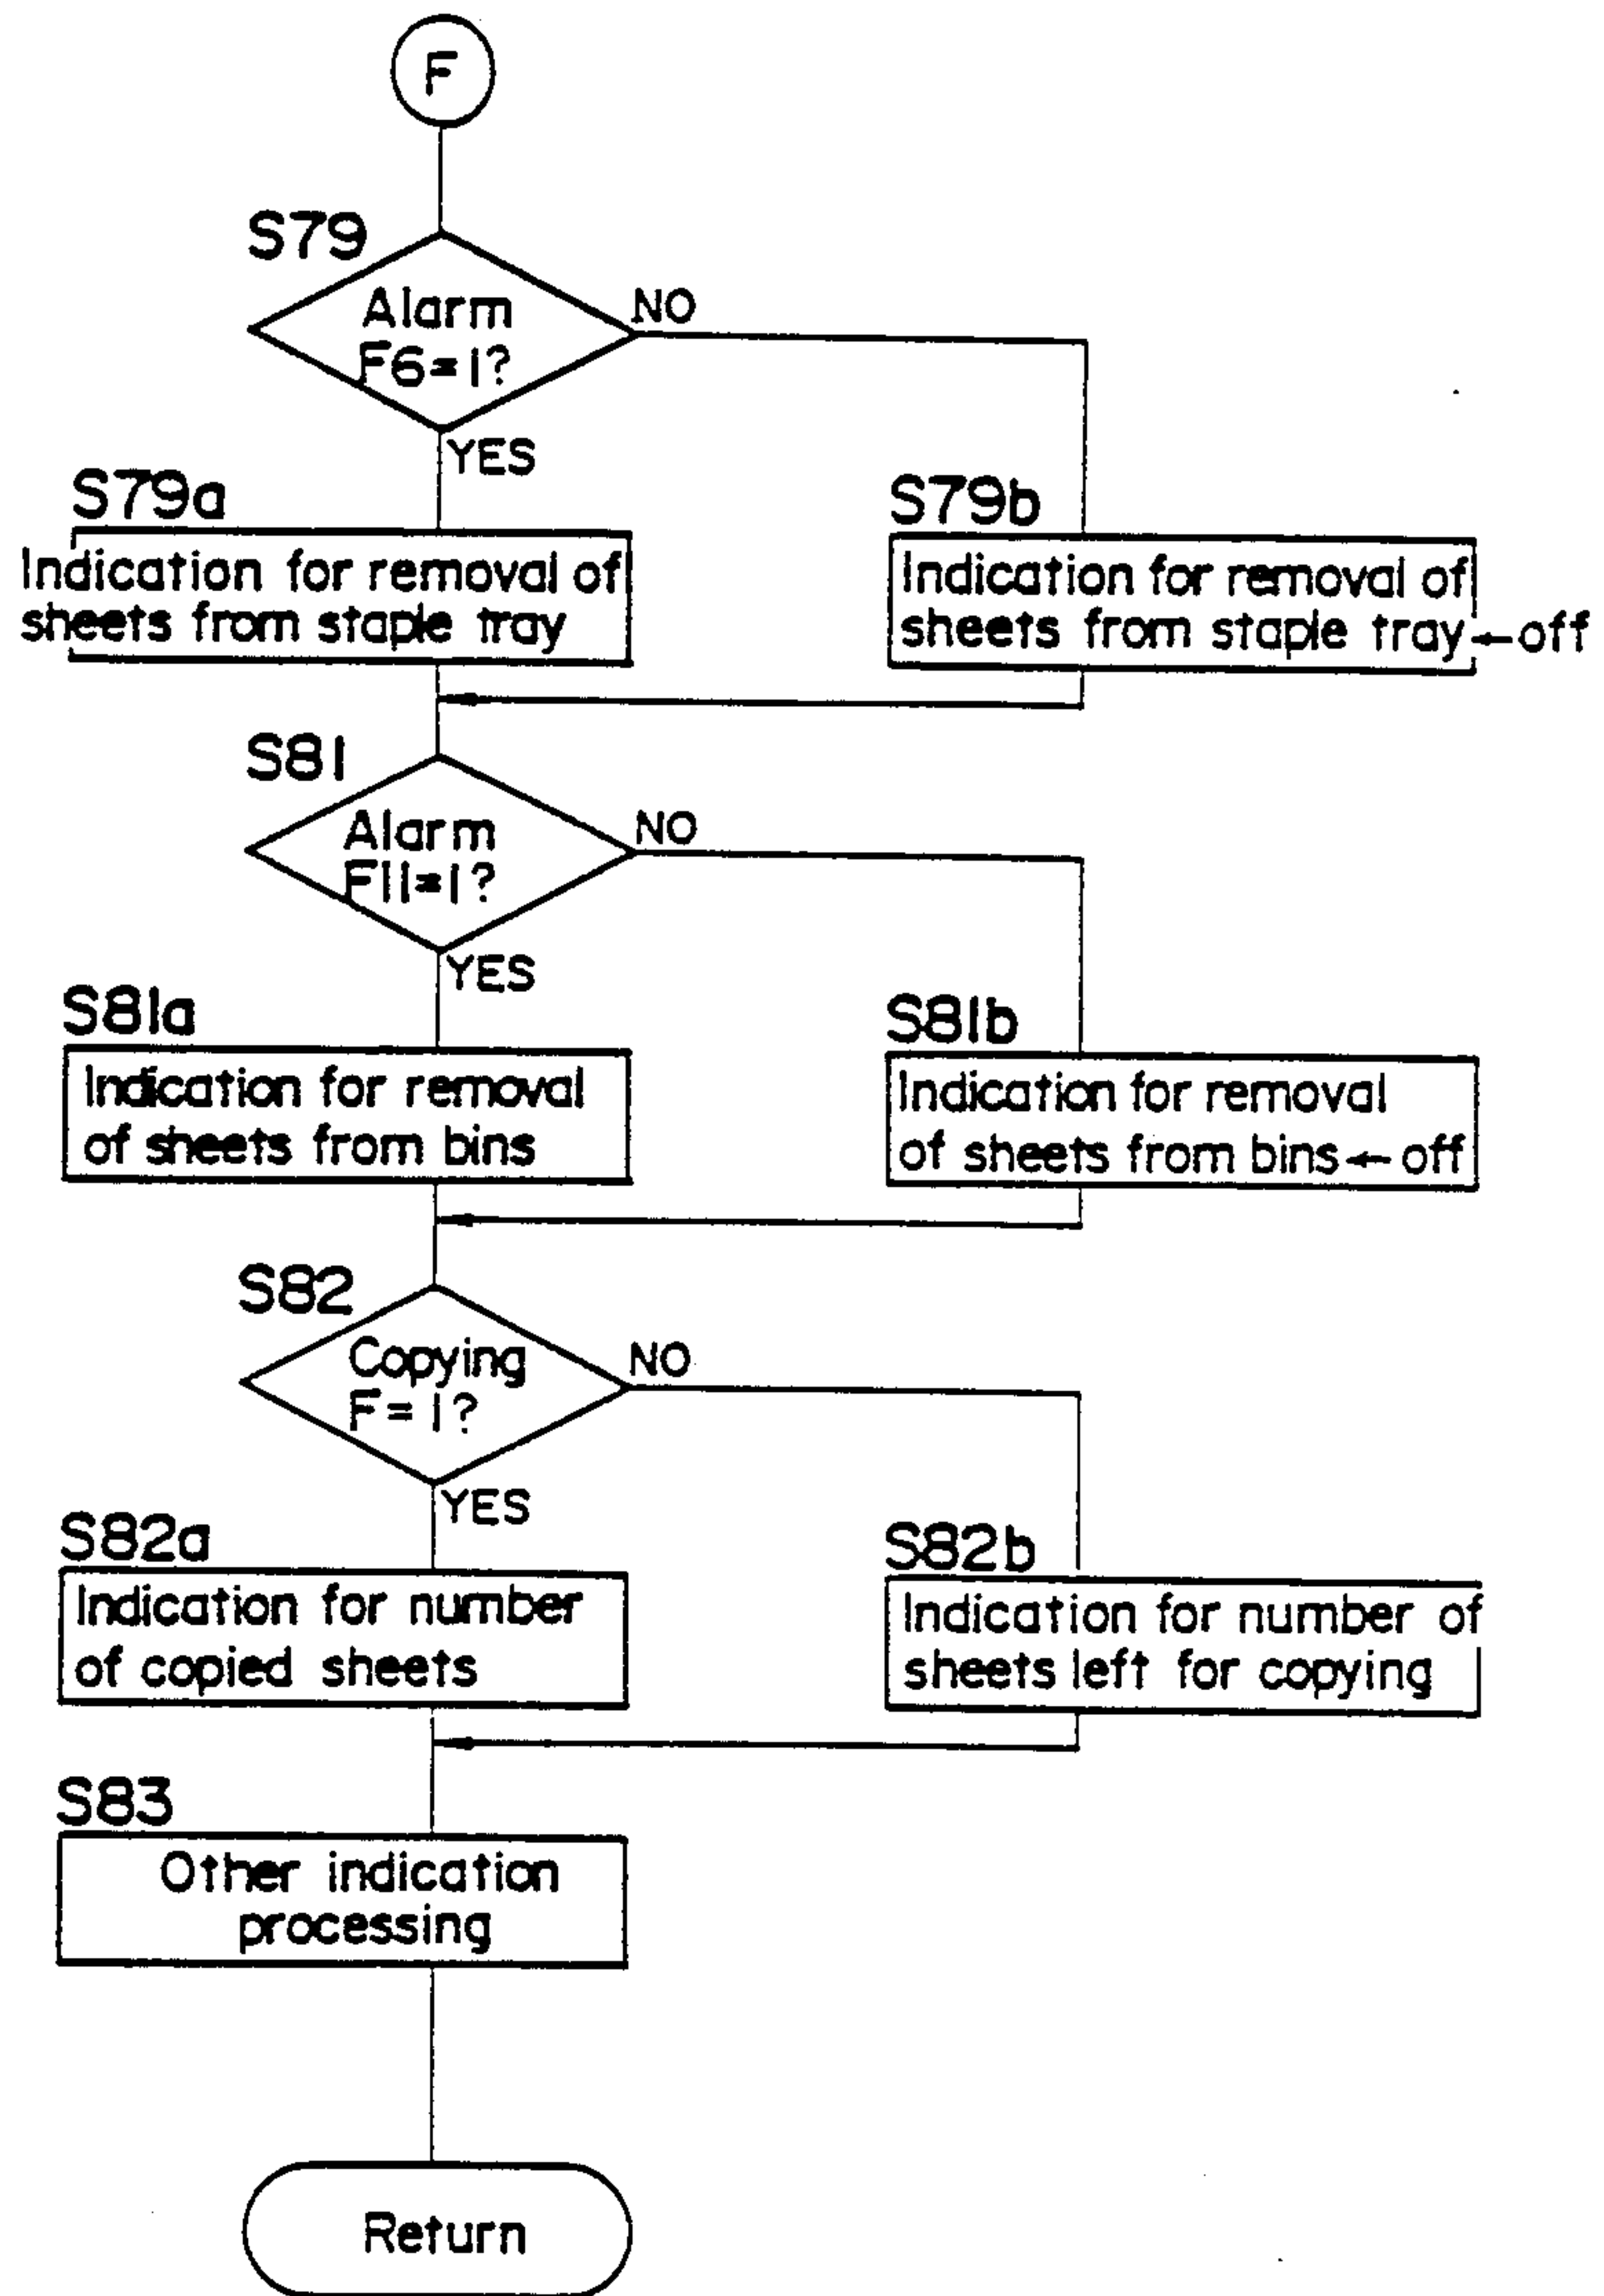 F
S79
Alarm
F6=1?
NO
YES
S79a
Indication for removal of
sheets from staple tray
S79b
Indication for removal of
sheets from staple tray←off
S81
Alarm
F11=1?
NO
YES
S81a
Indication for removal
of sheets from bins
S81b
Indication for removal
of sheets from bins←off
S82
Copying
F=1?
NO
YES
S82a
Indication for number
of copied sheets
S82b
Indication for number of
sheets left for copying
S83
Other indication
processing
Return